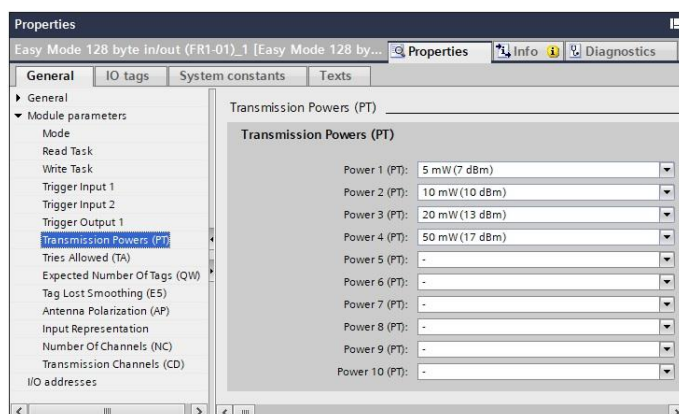 Properties
Easy Mode 128 byte in/out (FR1-01)_1 [Easy Mode 128 by...
Properties
Info
Diagnostics
General
IO tags
System constants
Texts
General
Module parameters
Mode
Read Task
Write Task
Trigger Input 1
Trigger Input 2
Trigger Output 1
Transmission Powers (PT)
Tries Allowed (TA)
Expected Number Of Tags (QW)
Tag Lost Smoothing (E5)
Antenna Polarization (AP)
Input Representation
Number Of Channels (NC)
Transmission Channels (CD)
I/O addresses
Transmission Powers (PT)
Transmission Powers (PT)
Power 1 (PT): 5 mW (7 dBm)
Power 2 (PT): 10 mW (10 dBm)
Power 3 (PT): 20 mW (13 dBm)
Power 4 (PT): 50 mW (17 dBm)
Power 5 (PT): -
Power 6 (PT): -
Power 7 (PT): -
Power 8 (PT): -
Power 9 (PT): -
Power 10 (PT): -